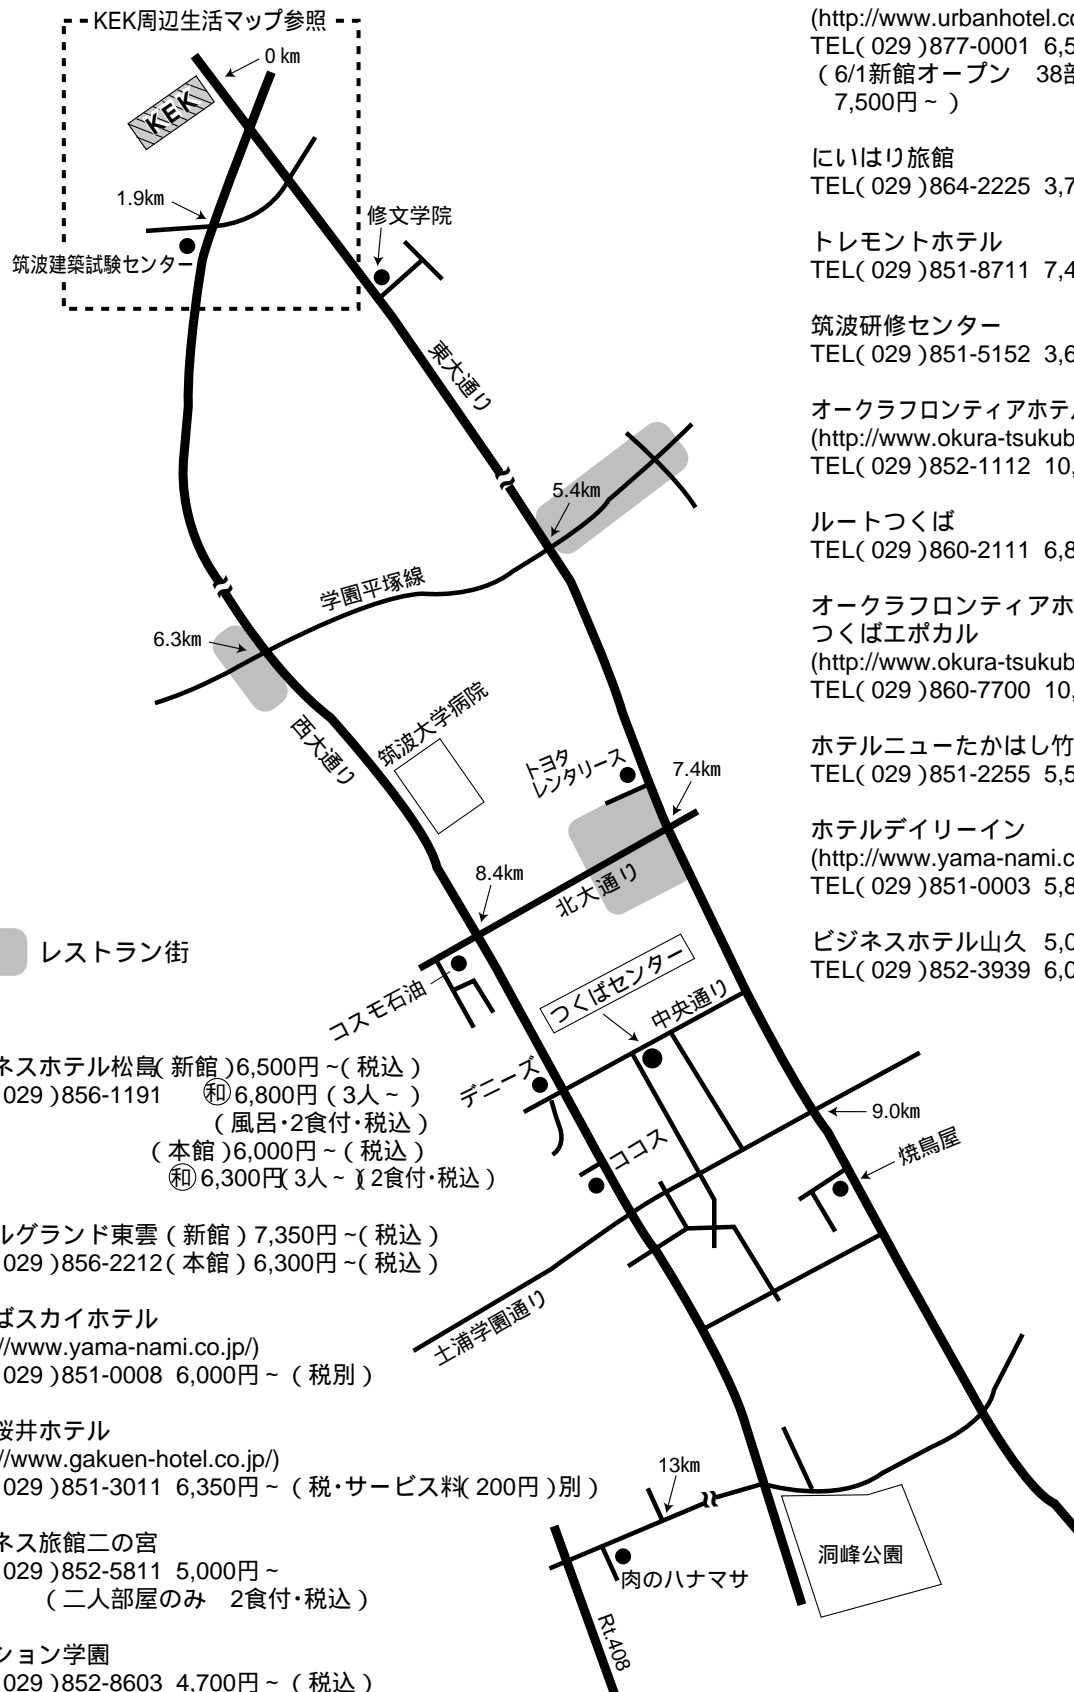 KEK周辺生活マップ参照
0 km
KEK
1.9km
筑波建築試験センター
修文学院
東大通り
5.4km
学園平塚線
6.3km
西大通り
筑波大学病院
トヨタ
レンタリース
7.4km
8.4km
北大通り
レストラン街
コスモ石油
つくばセンター
中央通り
デニーズ
ココス
9.0km
焼鳥屋
土浦学園通り
13km
肉のハナマサ
洞峰公園
Rt.408
(http://www.urbanhotel.co
TEL(029)877-0001 6,5
(6/1新館オープン 38部
7,500円~)
にいはり旅館
TEL(029)864-2225 3,7
トレモントホテル
TEL(029)851-8711 7,4
筑波研修センター
TEL(029)851-5152 3,6
オークラフロンティアホテル
(http://www.okura-tsukub
TEL(029)852-1112 10,
ルートつくば
TEL(029)860-2111 6,8
オークラフロンティアホ
つくばエポカル
(http://www.okura-tsukub
TEL(029)860-7700 10,
ホテルニューたかはし竹
TEL(029)851-2255 5,5
ホテルデイリーイン
(http://www.yama-nami.c
TEL(029)851-0003 5,8
ビジネスホテル山久 5,0
TEL(029)852-3939 6,0
ネスホテル松島(新館)6,500円~(税込)
029)856-1191 ㊒和 6,800円(3人~)
(風呂・2食付・税込)
(本館)6,000円~(税込)
和 6,300円(3人~)(2食付・税込)
ルグランド東雲(新館)7,350円~(税込)
029)856-2212(本館)6,300円~(税込)
ばスカイホテル
//www.yama-nami.co.jp/)
029)851-0008 6,000円~(税別)
桜井ホテル
//www.gakuen-hotel.co.jp/)
029)851-3011 6,350円~(税・サービス料(200円)別)
ネス旅館二の宮
029)852-5811 5,000円~
(二人部屋のみ 2食付・税込)
ション学園
029)852-8603 4,700円~(税込)